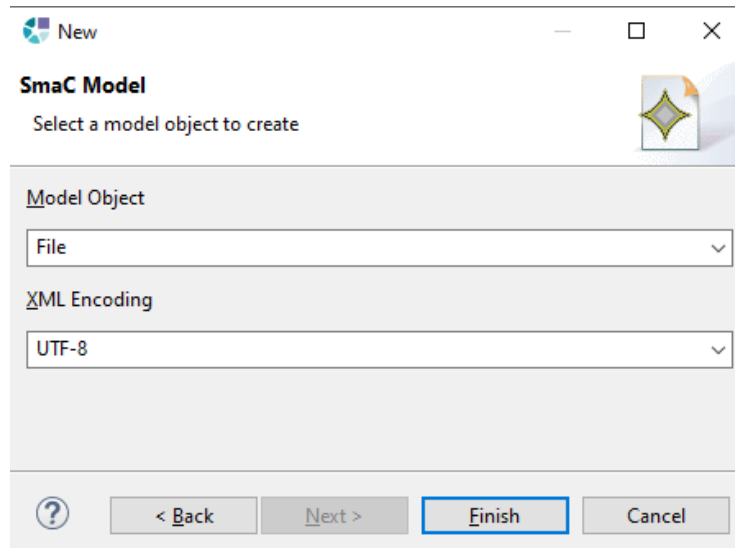 New
SmaC Model
Select a model object to create
Model Object
File
XML Encoding
UTF-8
? < Back Next > Finish Cancel